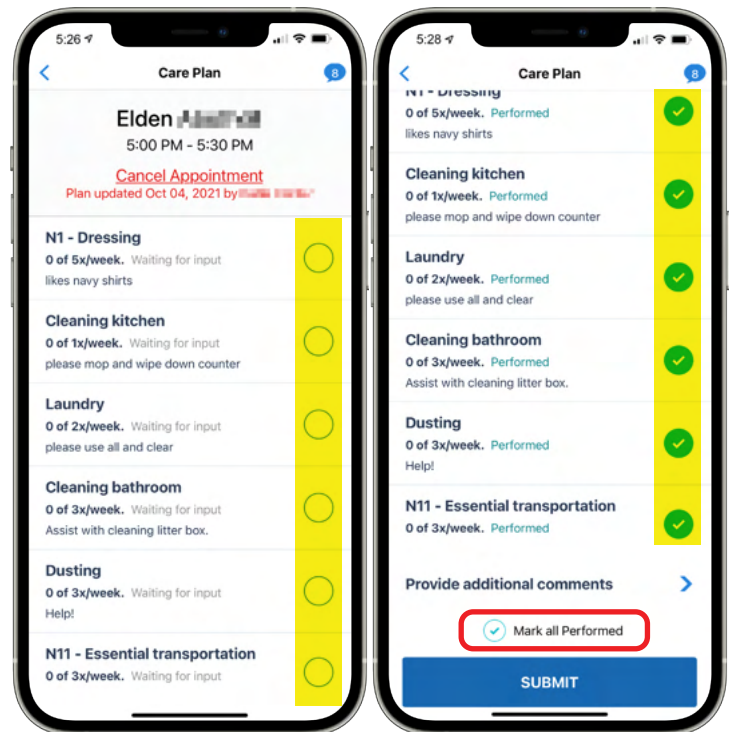 5:26
Care Plan
8
Elden
5:00 PM - 5:30 PM
Cancel Appointment
Plan updated Oct 04, 2021 by
N1 - Dressing
0 of 5x/week. Waiting for input
likes navy shirts
Cleaning kitchen
0 of 1x/week. Waiting for input
please mop and wipe down counter
Laundry
0 of 2x/week. Waiting for input
please use all and clear
Cleaning bathroom
0 of 3x/week. Waiting for input
Assist with cleaning litter box.
Dusting
0 of 3x/week. Waiting for input
Help!
N11 - Essential transportation
0 of 3x/week. Waiting for input
5:28
Care Plan
8
N1 - Dressing
0 of 5x/week. Performed
likes navy shirts
Cleaning kitchen
0 of 1x/week. Performed
please mop and wipe down counter
Laundry
0 of 2x/week. Performed
please use all and clear
Cleaning bathroom
0 of 3x/week. Performed
Assist with cleaning litter box.
Dusting
0 of 3x/week. Performed
Help!
N11 - Essential transportation
0 of 3x/week. Performed
Provide additional comments
Mark all Performed
SUBMIT